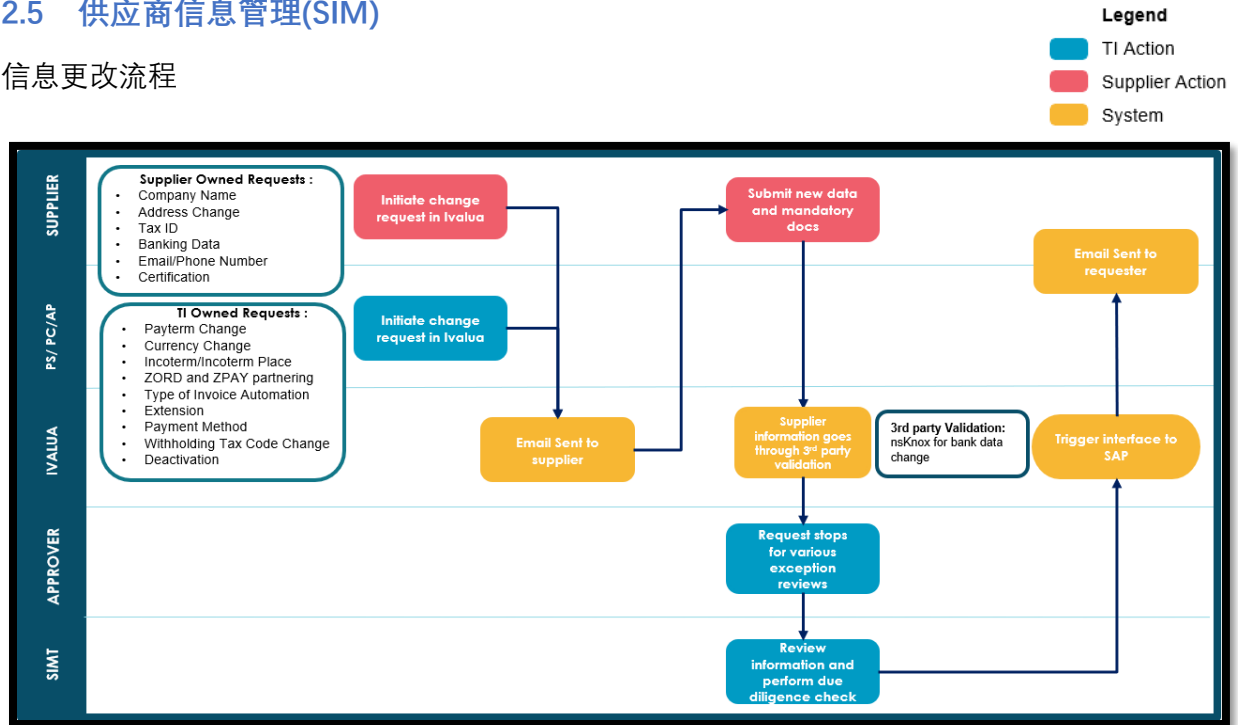 2.5 供应商信息管理(SIM)
信息更改流程
Legend
TI Action
Supplier Action
System
SUPPLIER
Supplier Owned Requests :
• Company Name
• Address Change
• Tax ID
• Banking Data
• Email/Phone Number
• Certification
Initiate change
request in Ivalua
Submit new data
and mandatory
docs
Email Sent to
requester
PS/ PC/AP
TI Owned Requests :
• Payterm Change
• Currency Change
• Incoterm/Incoterm Place
• ZORD and ZPAY partnering
• Type of Invoice Automation
• Extension
• Payment Method
• Withholding Tax Code Change
• Deactivation
Initiate change
request in Ivalua
IVALUA
Email Sent to
supplier
Supplier
information goes
through 3rd party
validation
3rd party Validation:
nsKnox for bank data
change
Trigger interface to
SAP
APPROVER
Request stops
for various
exception
reviews
SIMT
Review
information and
perform due
diligence check